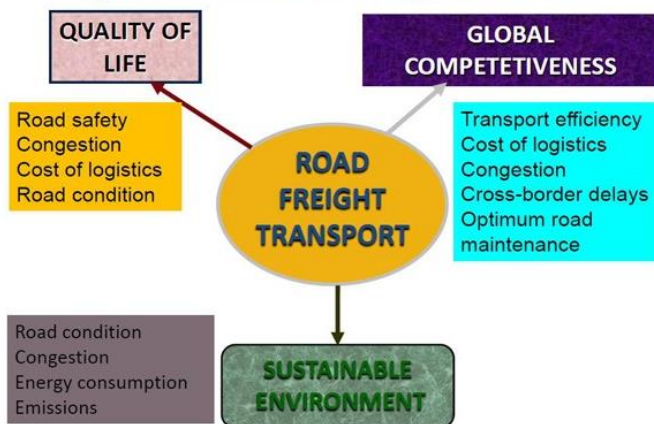 QUALITY OF
LIFE
GLOBAL
COMPETETIVENESS
Road safety
Congestion
Cost of logistics
Road condition
Transport efficiency
Cost of logistics
Congestion
Cross-border delays
Optimum road
maintenance
ROAD
FREIGHT
TRANSPORT
Road condition
Congestion
Energy consumption
Emissions
SUSTAINABLE
ENVIRONMENT